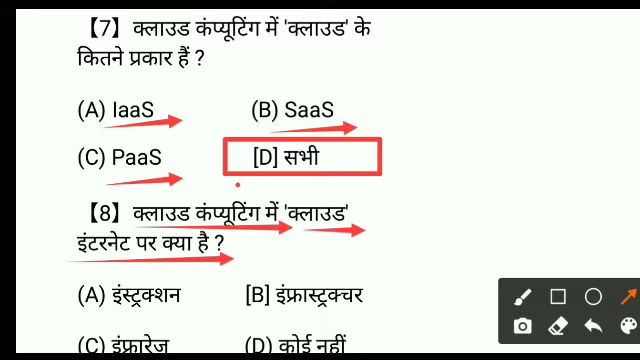 【7】 क्लाउड कंप्यूटिंग में 'क्लाउड' के
कितने प्रकार हैं ?
(A) IaaS (B) SaaS
(C) PaaS [D] सभी
【8】 क्लाउड कंप्यूटिंग में 'क्लाउड'
इंटरनेट पर क्या है ?
(A) इंस्ट्रक्शन [B] इंफ्रास्ट्रक्चर
(C) इंफ्रारेज (D) कोई नहीं